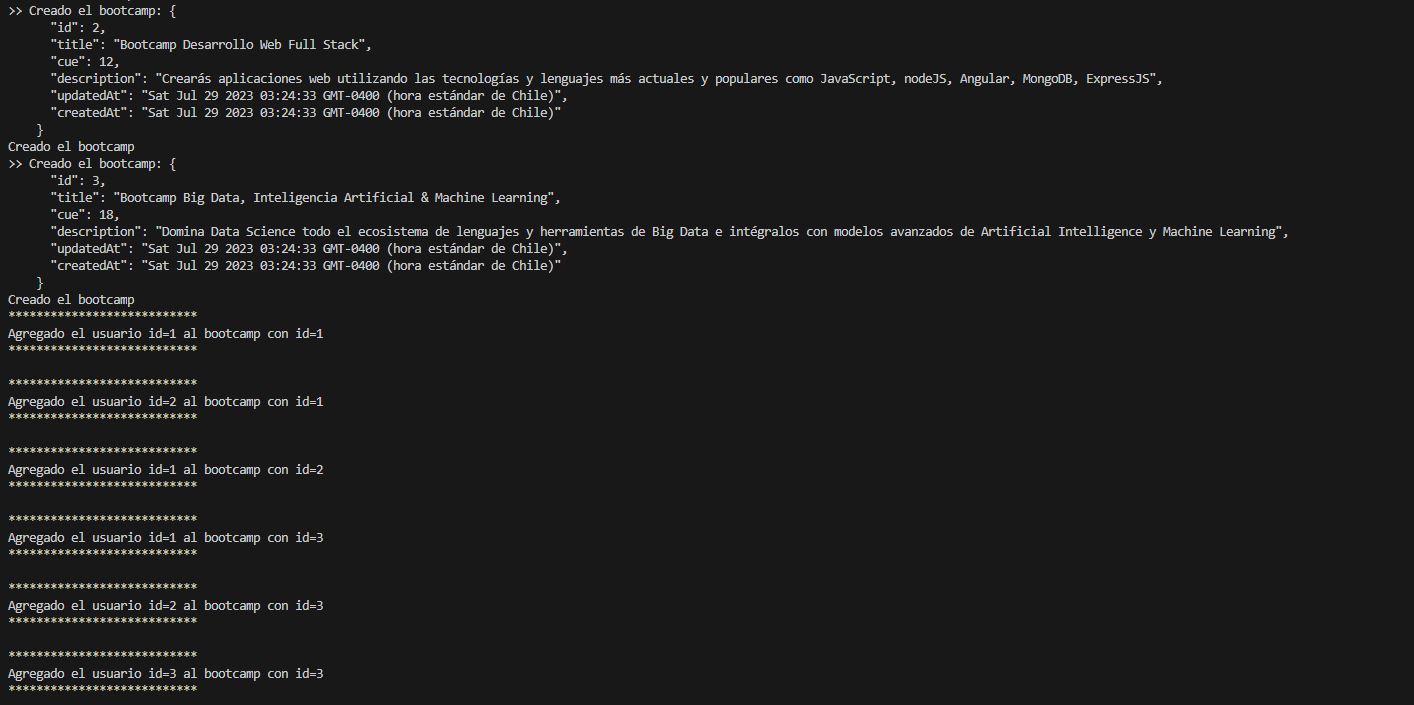 >> Creado el bootcamp: {
      "id": 2,
      "title": "Bootcamp Desarrollo Web Full Stack",
      "cue": 12,
      "description": "Crearás aplicaciones web utilizando las tecnologías y lenguajes más actuales y populares como JavaScript, nodeJS, Angular, MongoDB, ExpressJS",
      "updatedAt": "Sat Jul 29 2023 03:24:33 GMT-0400 (hora estándar de Chile)",
      "createdAt": "Sat Jul 29 2023 03:24:33 GMT-0400 (hora estándar de Chile)"
    }
Creado el bootcamp
>> Creado el bootcamp: {
      "id": 3,
      "title": "Bootcamp Big Data, Inteligencia Artificial & Machine Learning",
      "cue": 18,
      "description": "Domina Data Science todo el ecosistema de lenguajes y herramientas de Big Data e intégralos con modelos avanzados de Artificial Intelligence y Machine Learning",
      "updatedAt": "Sat Jul 29 2023 03:24:33 GMT-0400 (hora estándar de Chile)",
      "createdAt": "Sat Jul 29 2023 03:24:33 GMT-0400 (hora estándar de Chile)"
    }
Creado el bootcamp
***************************
Agregado el usuario id=1 al bootcamp con id=1
***************************

***************************
Agregado el usuario id=2 al bootcamp con id=1
***************************

***************************
Agregado el usuario id=1 al bootcamp con id=2
***************************

***************************
Agregado el usuario id=1 al bootcamp con id=3
***************************

***************************
Agregado el usuario id=2 al bootcamp con id=3
***************************

***************************
Agregado el usuario id=3 al bootcamp con id=3
***************************